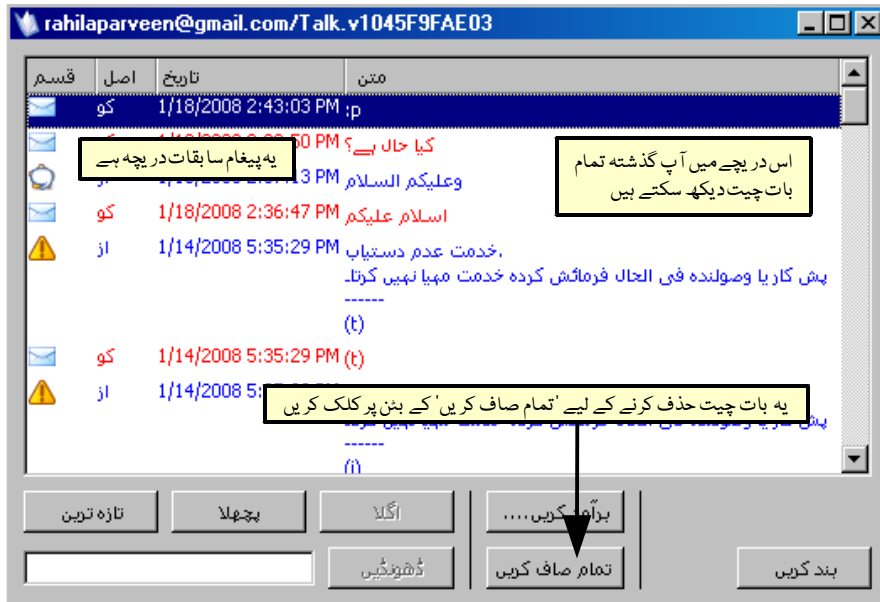 rahilaparveen@gmail.com/Talk.v1045F9FAE03
قسم اصل تاریخ متن
کو 1/18/2008 2:43:03 PM :p
50 PM کیا حال ہے؟
یہ پیغام سابقات دریچہ ہے
اس دریچے میں آپ گذشتہ تمام
بات چیت دیکھ سکتے ہیں
13 PM وعلیکم السلام
کو 1/18/2008 2:36:47 PM اسلام علیکم
از 1/14/2008 5:35:29 PM خدمت عدم دستیاب.
پش کار یا وصولندہ فی الحال فرمائش کردہ خدمت مہیا نہیں کرتا۔
------
(t)
کو 1/14/2008 5:35:29 PM (t)
از 1/14/2008 5:
یہ بات چیت حذف کرنے کے لیے 'تمام صاف کریں' کے بٹن پر کلک کریں
------
(i)
تازہ ترین پچھلا اگلا برآمد کریں....
ڈھونڈیں تمام صاف کریں بند کریں